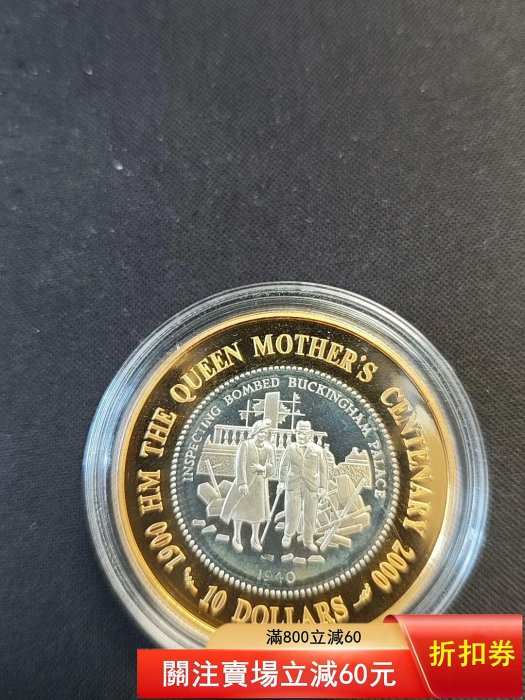 1900 HM THE QUEEN MOTHER'S CENTENARY 2000
INSPECTING BOMBED BUCKINGHAM PALACE
1940
10 DOLLARS
滿800立減60
關注賣場立減60元
折扣券